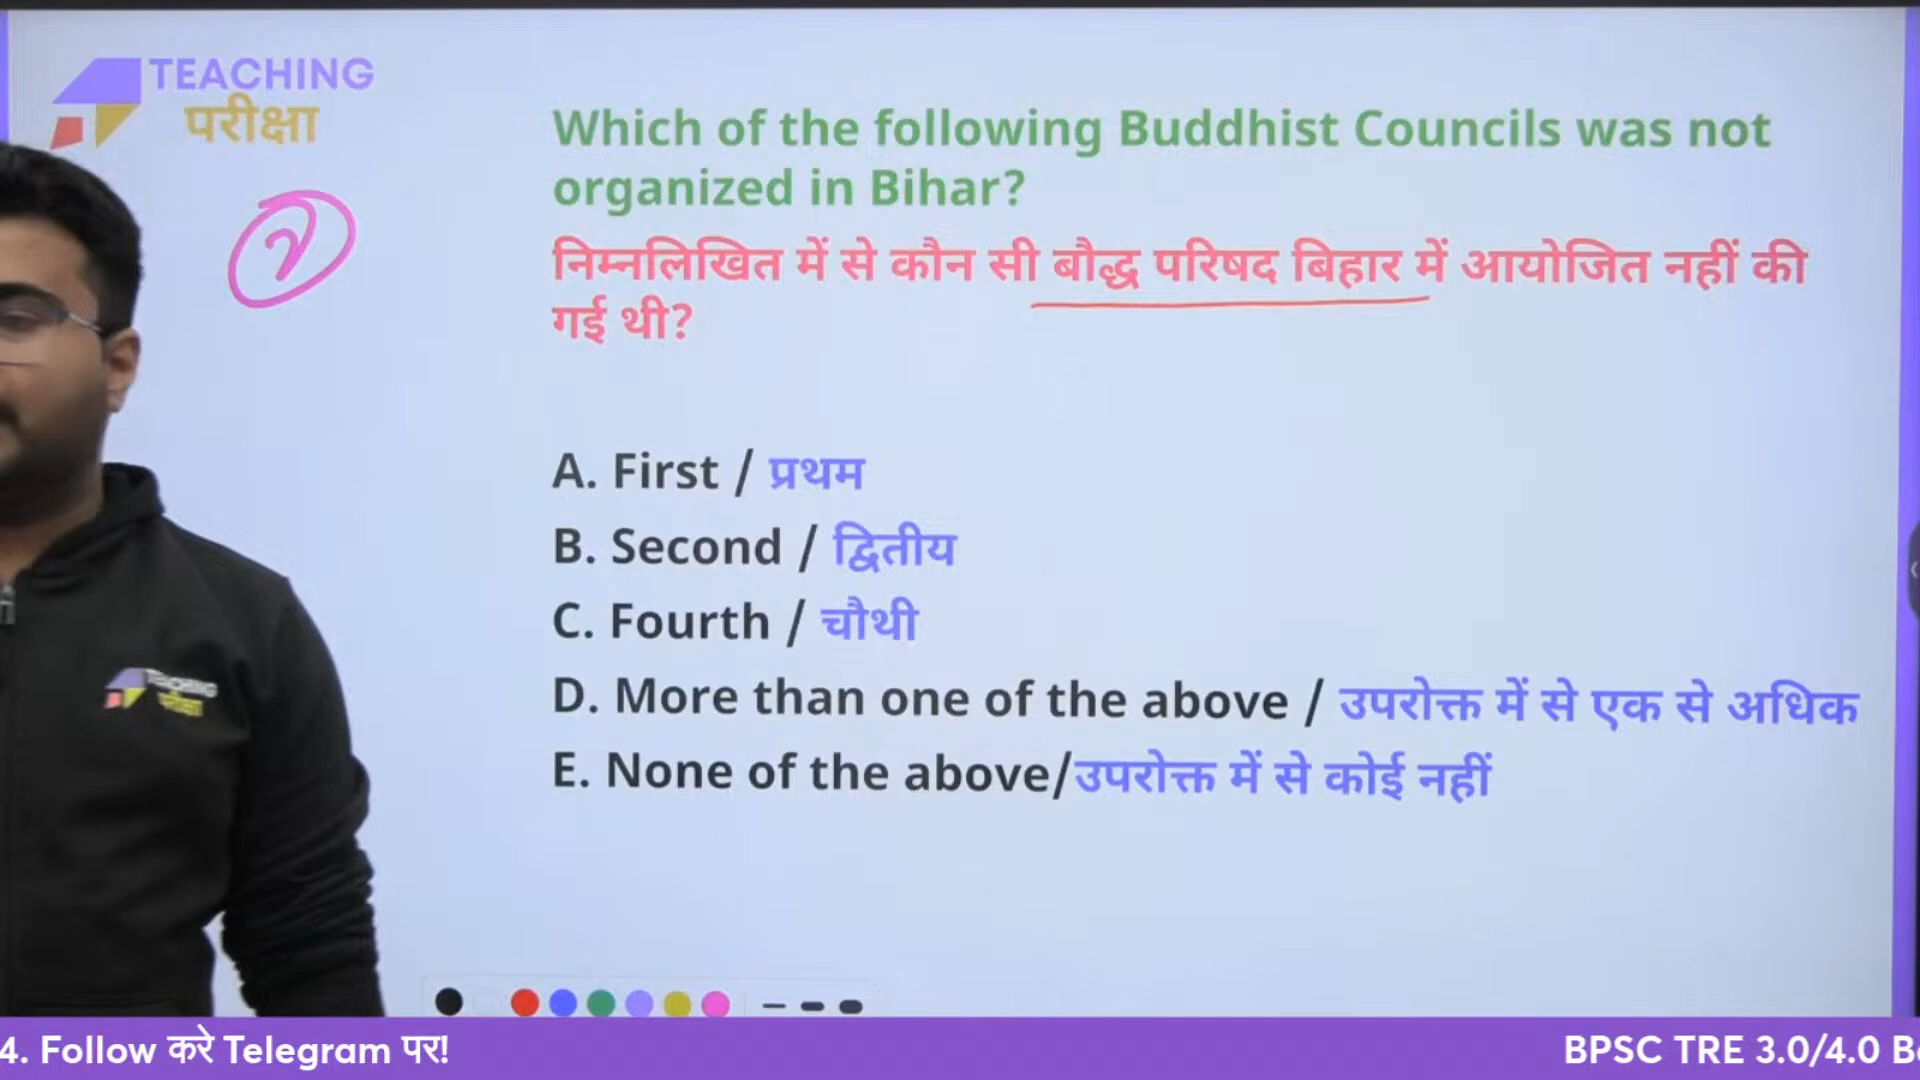 TEACHING
परीक्षा
Which of the following Buddhist Councils was not
organized in Bihar?
निम्नलिखित में से कौन सी बौद्ध परिषद बिहार में आयोजित नहीं की
गई थी?
A. First / प्रथम
B. Second / द्वितीय
C. Fourth / चौथी
D. More than one of the above / उपरोक्त में से एक से अधिक
E. None of the above/उपरोक्त में से कोई नहीं
TEACHING
परीक्षा
4. Follow करे Telegram पर!
BPSC TRE 3.0/4.0 B